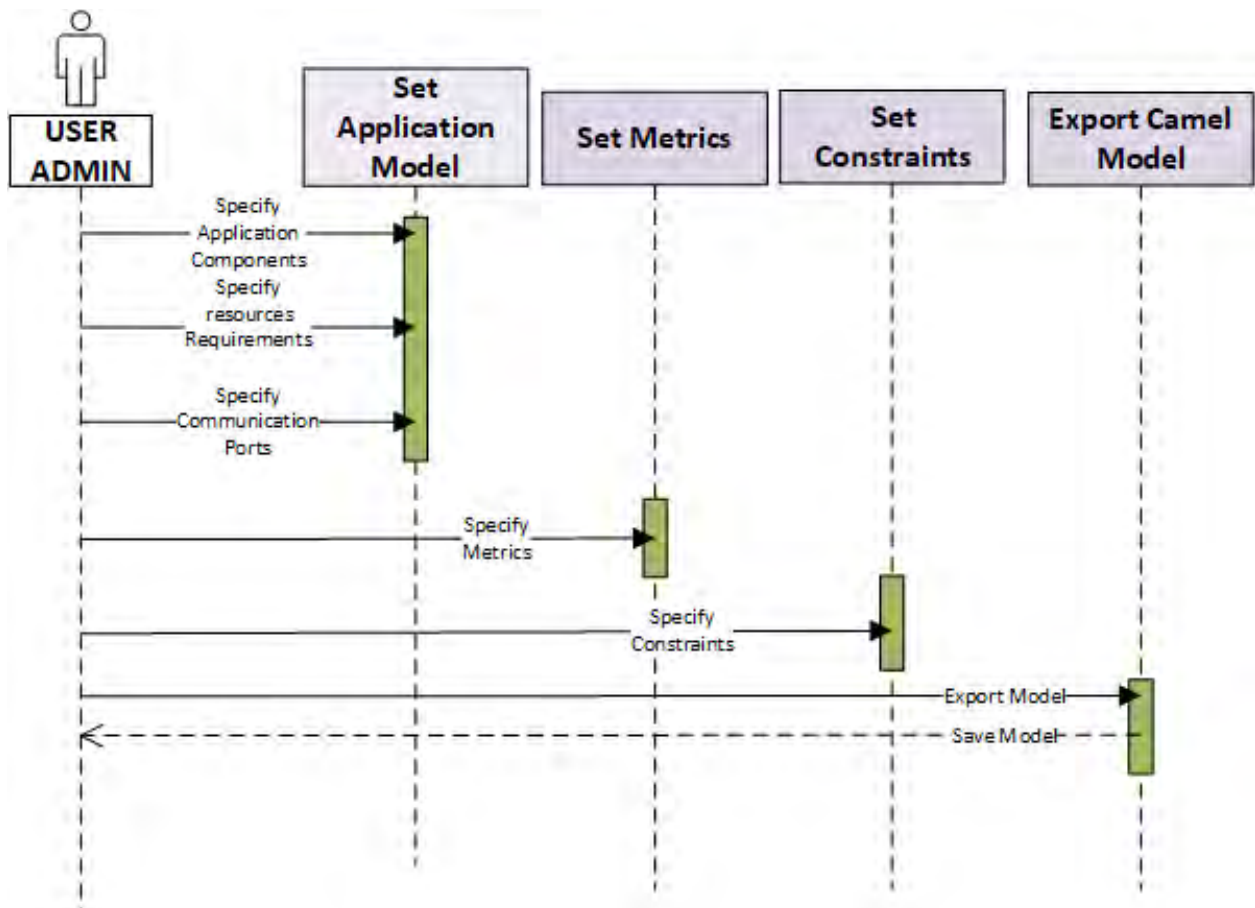 USER
ADMIN
Set
Application
Model
Set Metrics
Set
Constraints
Export Camel
Model
Specify
Application
Components
Specify
resources
Requirements
Specify
Communication
Ports
Specify
Metrics
Specify
Constraints
Export Model
Save Model